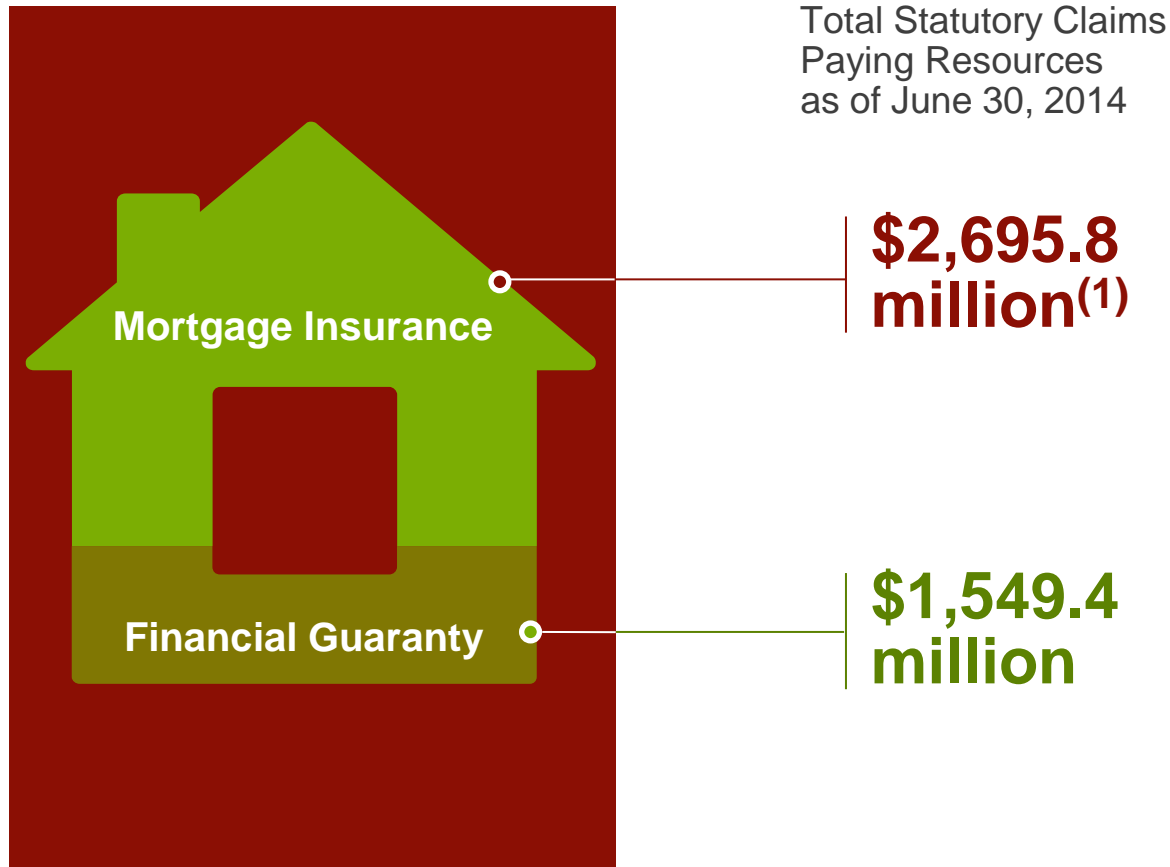 Total Statutory Claims
Paying Resources
as of June 30, 2014
Mortgage Insurance
$2,695.8
million(1)
Financial Guaranty
$1,549.4
million